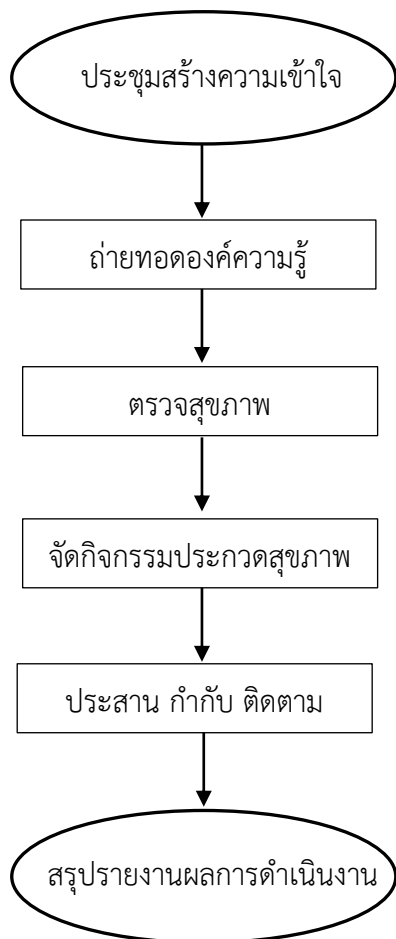 ประชุมสร้างความเข้าใจ
ถ่ายทอดองค์ความรู้
ตรวจสุขภาพ
จัดกิจกรรมประกวดสุขภาพ
ประสาน กำกับ ติดตาม
สรุปรายงานผลการดำเนินงาน